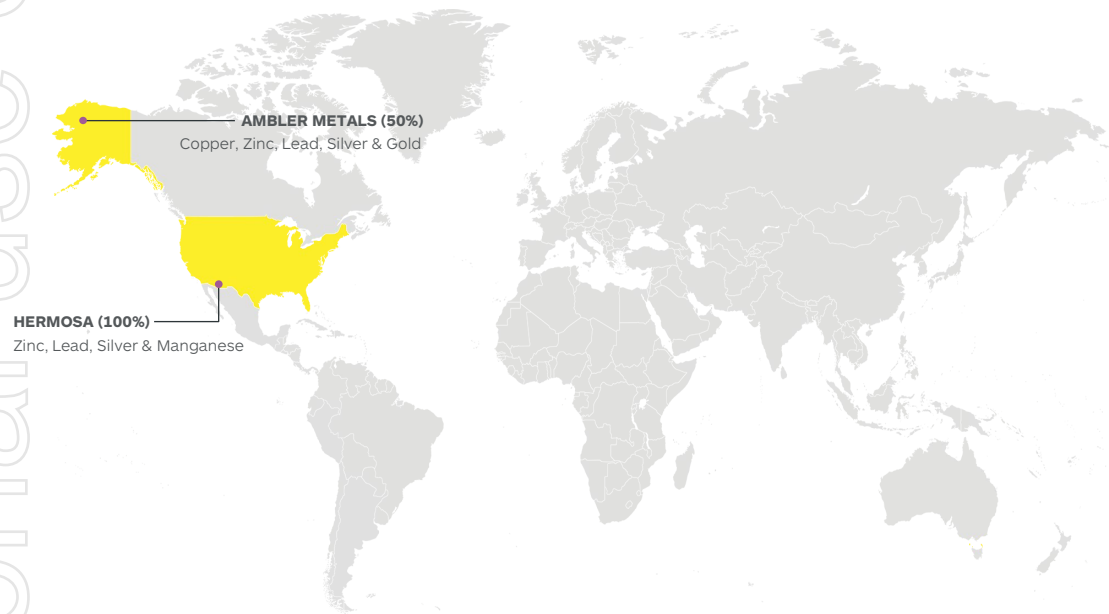 AMBLER METALS (50%)
Copper, Zinc, Lead, Silver & Gold
HERMOSA (100%)
Zinc, Lead, Silver & Manganese